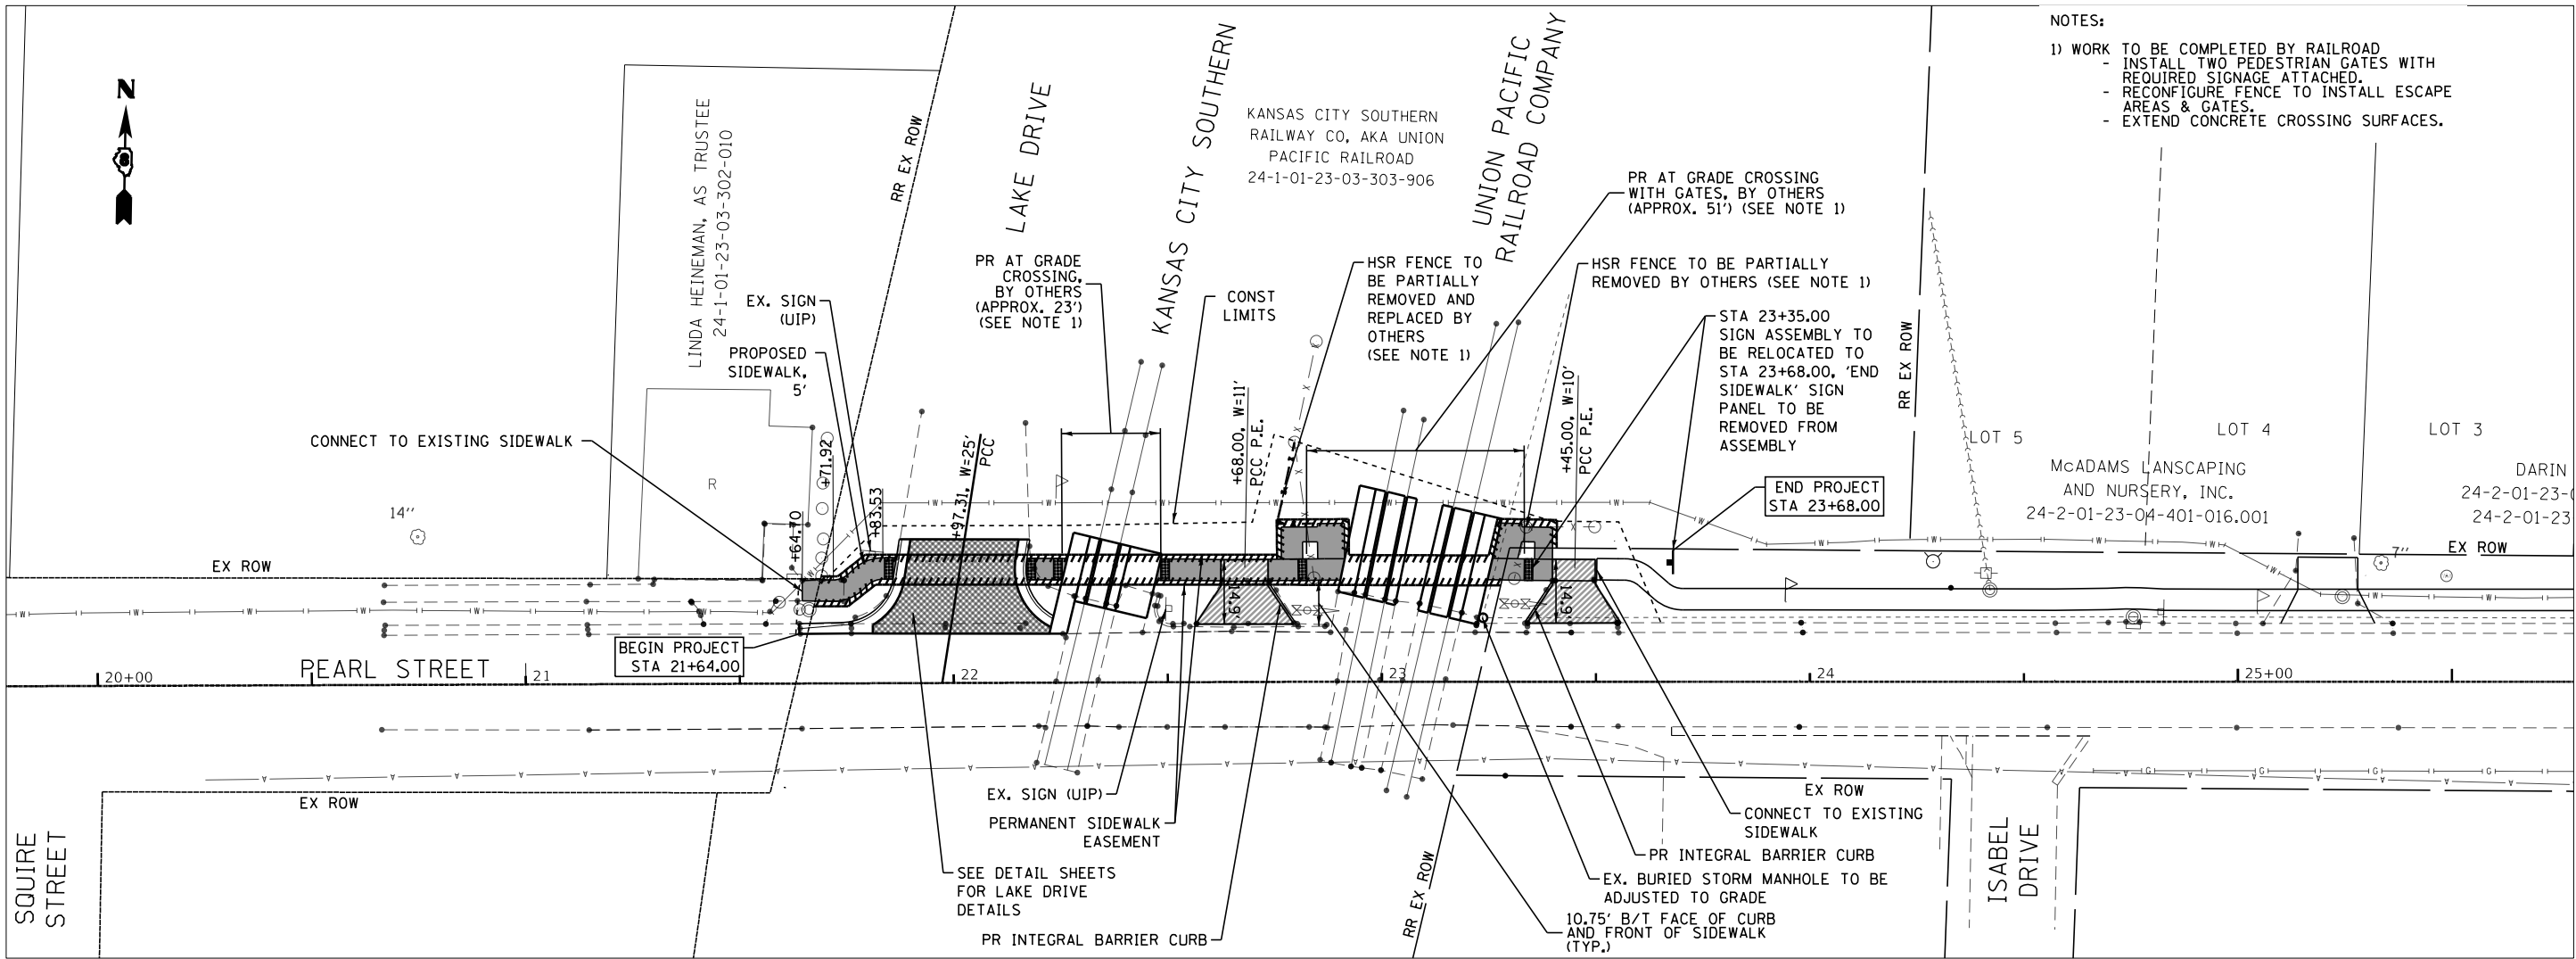 NOTES:
1) WORK TO BE COMPLETED BY RAILROAD
- INSTALL TWO PEDESTRIAN GATES WITH
REQUIRED SIGNAGE ATTACHED.
- RECONFIGURE FENCE TO INSTALL ESCAPE
AREAS & GATES.
- EXTEND CONCRETE CROSSING SURFACES.
N
LINDA HEINEMAN, AS TRUSTEE
24-1-01-23-03-302-010
RR EX ROW
LAKE DRIVE
KANSAS CITY SOUTHERN
KANSAS CITY SOUTHERN
RAILWAY CO, AKA UNION
PACIFIC RAILROAD
24-1-01-23-03-303-906
UNION PACIFIC
RAILROAD COMPANY
PR AT GRADE CROSSING
WITH GATES, BY OTHERS
(APPROX. 51') (SEE NOTE 1)
PR AT GRADE
CROSSING,
BY OTHERS
(APPROX. 23')
(SEE NOTE 1)
EX. SIGN
(UIP)
PROPOSED
SIDEWALK,
5'
CONST
LIMITS
HSR FENCE TO
BE PARTIALLY
REMOVED AND
REPLACED BY
OTHERS
(SEE NOTE 1)
HSR FENCE TO BE PARTIALLY
REMOVED BY OTHERS (SEE NOTE 1)
STA 23+35.00
SIGN ASSEMBLY TO
BE RELOCATED TO
STA 23+68.00, 'END
SIDEWALK' SIGN
PANEL TO BE
REMOVED FROM
ASSEMBLY
RR EX ROW
CONNECT TO EXISTING SIDEWALK
R
14"
+64.70
+71.92
+83.53
+97.31, W=25'
PCC
+68.00, W=11'
PCC P.E.
+45.00, W=10'
PCC P.E.
14.9'
14.9'
END PROJECT
STA 23+68.00
LOT 5
LOT 4
LOT 3
McADAMS LANSCAPING
AND NURSERY, INC.
24-2-01-23-04-401-016.001
DARIN
24-2-01-23-0
24-2-01-23
7"
EX ROW
EX ROW
BEGIN PROJECT
STA 21+64.00
PEARL STREET
20+00
21
22
23
24
25+00
EX ROW
EX ROW
SQUIRE
STREET
EX. SIGN (UIP)
PERMANENT SIDEWALK
EASEMENT
SEE DETAIL SHEETS
FOR LAKE DRIVE
DETAILS
PR INTEGRAL BARRIER CURB
RR EX ROW
CONNECT TO EXISTING
SIDEWALK
PR INTEGRAL BARRIER CURB
EX. BURIED STORM MANHOLE TO BE
ADJUSTED TO GRADE
10.75' B/T FACE OF CURB
AND FRONT OF SIDEWALK
(TYP.)
ISABEL
DRIVE